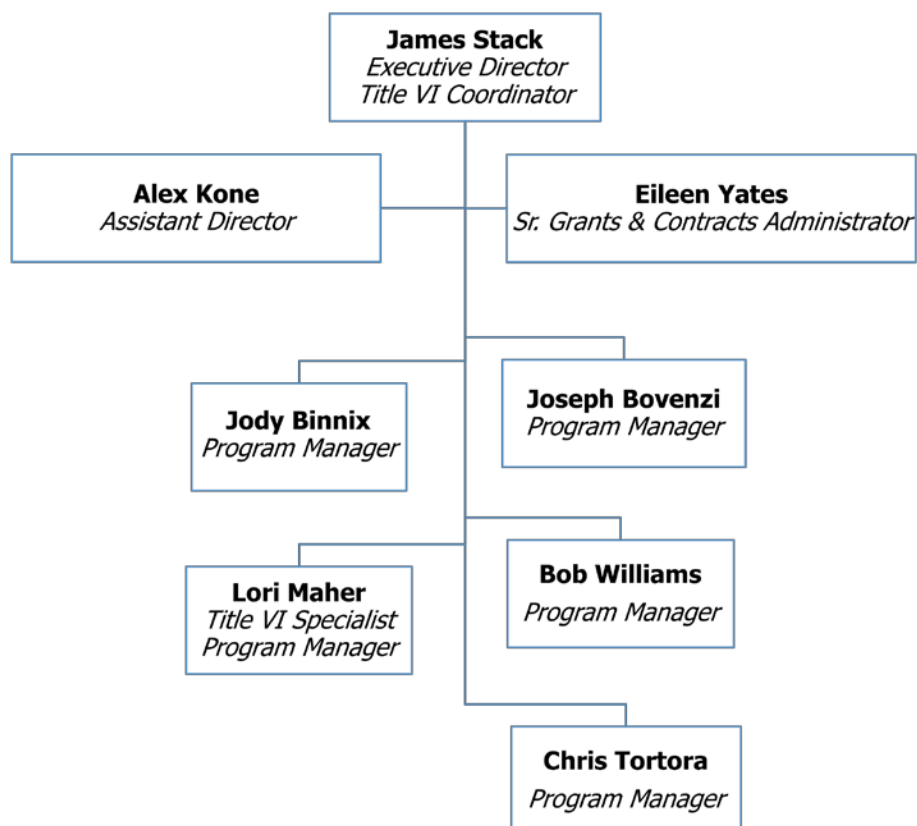 James Stack
Executive Director
Title VI Coordinator
Alex Kone
Assistant Director
Eileen Yates
Sr. Grants & Contracts Administrator
Jody Binnix
Program Manager
Joseph Bovenzi
Program Manager
Lori Maher
Title VI Specialist
Program Manager
Bob Williams
Program Manager
Chris Tortora
Program Manager